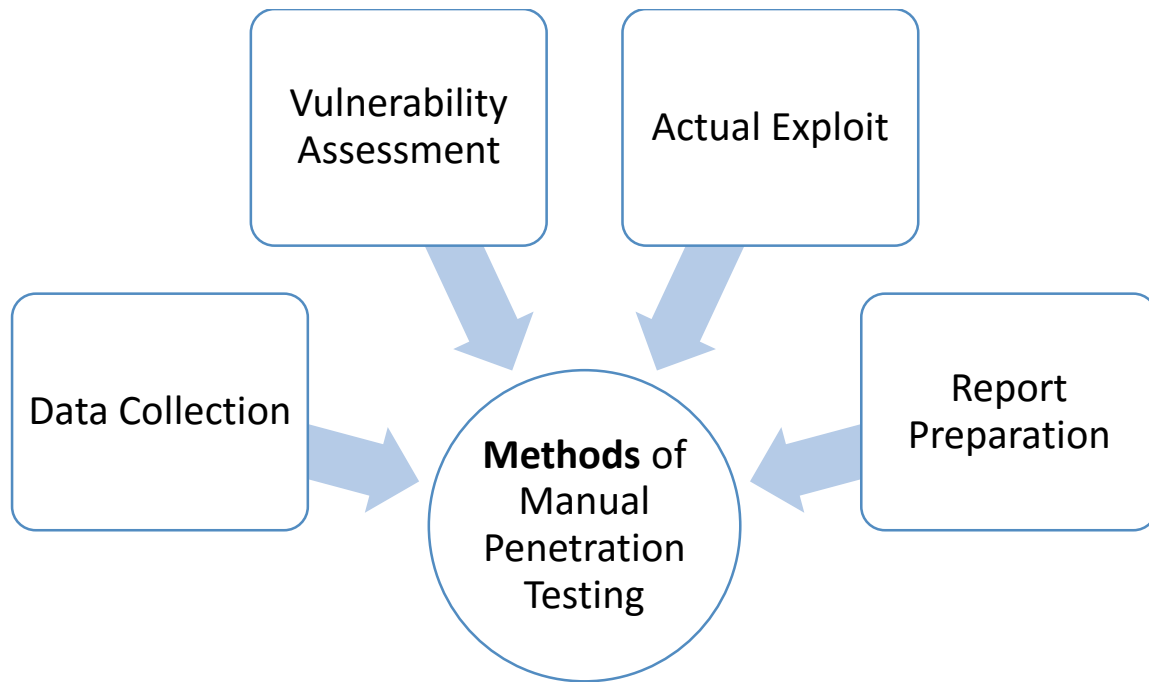 Vulnerability
Assessment
Actual Exploit
Data Collection
Report
Preparation
Methods of
Manual
Penetration
Testing